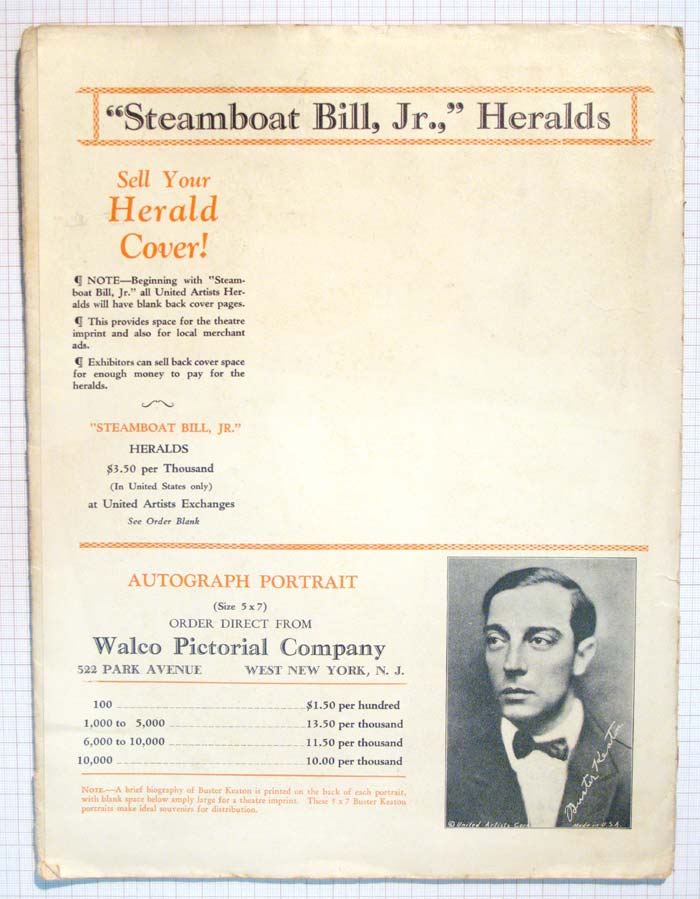 "Steamboat Bill, Jr.," Heralds
Sell Your
Herald
Cover!
¶ NOTE—Beginning with "Steam-
boat Bill, Jr." all United Artists Her-
alds will have blank back cover pages.
¶ This provides space for the theatre
imprint and also for local merchant
ads.
¶ Exhibitors can sell back cover space
for enough money to pay for the
heralds.
"STEAMBOAT BILL, JR."
HERALDS
$3.50 per Thousand
(In United States only)
at United Artists Exchanges
See Order Blank
AUTOGRAPH PORTRAIT
(Size 5 x 7)
ORDER DIRECT FROM
Walco Pictorial Company
522 PARK AVENUE WEST NEW YORK, N. J.
100 $1.50 per hundred
1,000 to 5,000 13.50 per thousand
6,000 to 10,000 11.50 per thousand
10,000 10.00 per thousand
NOTE.—A brief biography of Buster Keaton is printed on the back of each portrait,
with blank space below amply large for a theatre imprint. These 5 x 7 Buster Keaton
portraits make ideal souvenirs for distribution.
Buster Keaton
© United Artists Corp. Made in U.S.A.